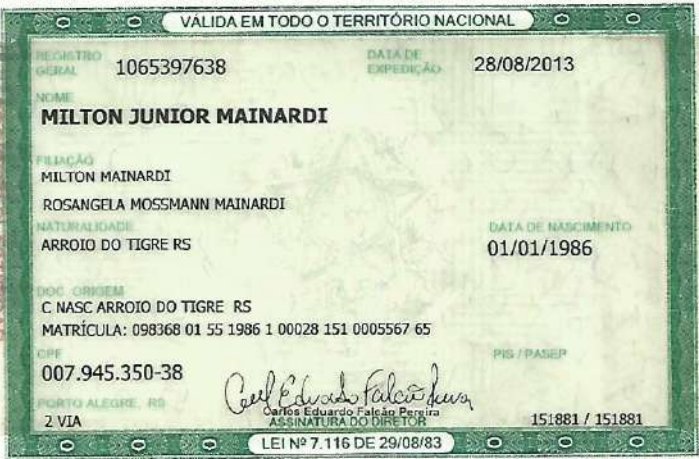 VÁLIDA EM TODO O TERRITÓRIO NACIONAL
REGISTRO GERAL 1065397638 DATA DE EXPEDIÇÃO 28/08/2013
NOME
MILTON JUNIOR MAINARDI
FILIAÇÃO
MILTON MAINARDI
ROSANGELA MOSSMANN MAINARDI
NATURALIDADE DATA DE NASCIMENTO
ARROIO DO TIGRE RS 01/01/1986
DOC ORIGEM
C NASC ARROIO DO TIGRE RS
MATRÍCULA: 098368 01 55 1986 1 00028 151 0005567 65
CPF PIS / PASEP
007.945.350-38
PORTO ALEGRE, RS
Carlos Eduardo Falcão Pereira
2 VIA ASSINATURA DO DIRETOR 151881 / 151881
LEI Nº 7.116 DE 29/08/83